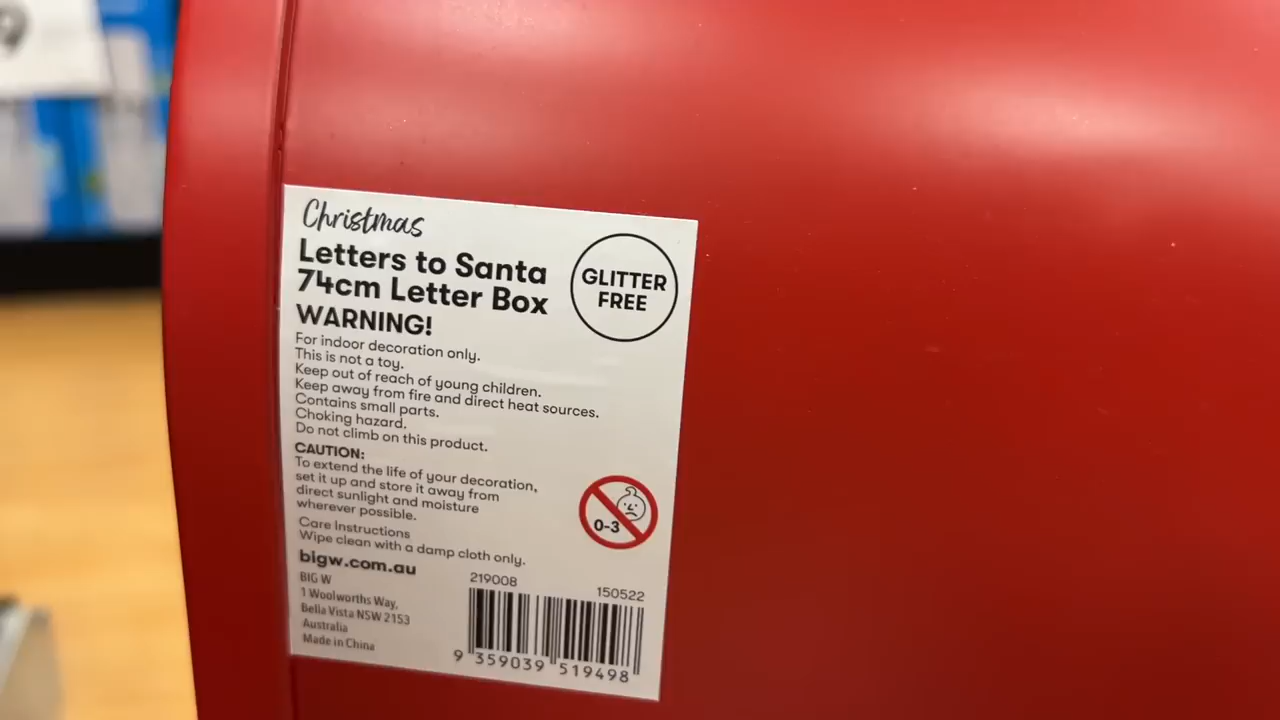 9
Christmas
Letters to Santa
74cm Letter Box
GLITTER
FREE
WARNING!
For indoor decoration only.
This is not a toy.
Keep out of reach of young children.
Keep away from fire and direct heat sources.
Contains small parts.
Choking hazard.
Do not climb on this product.
CAUTION:
To extend the life of your decoration,
set it up and store it away from
direct sunlight and moisture
wherever possible.
0-3
Care Instructions
Wipe clean with a damp cloth only.
bigw.com.au
BIG W
1 Woolworths Way,
Bella Vista NSW 2153
Australia
Made in China
219008
150522
9 359039 519498